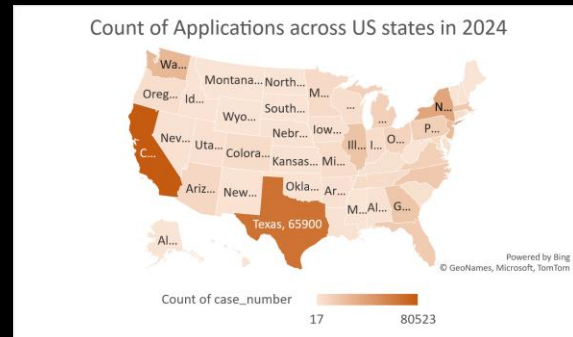 Count of Applications across US states in 2024
Wa...
Montana...
North...
M...
Oreg...
Id...
...
N...
Wyo...
South...
...
Nev...
Uta...
Colora...
Nebr...
Iow...
Ill...
I...
O...
P...
C...
Kansas...
Mi...
Ariz...
New...
Okla...
Ar...
Texas, 65900
M...
Al...
G...
Al...
Powered by Bing
© GeoNames, Microsoft, TomTom
Count of case_number
17
80523